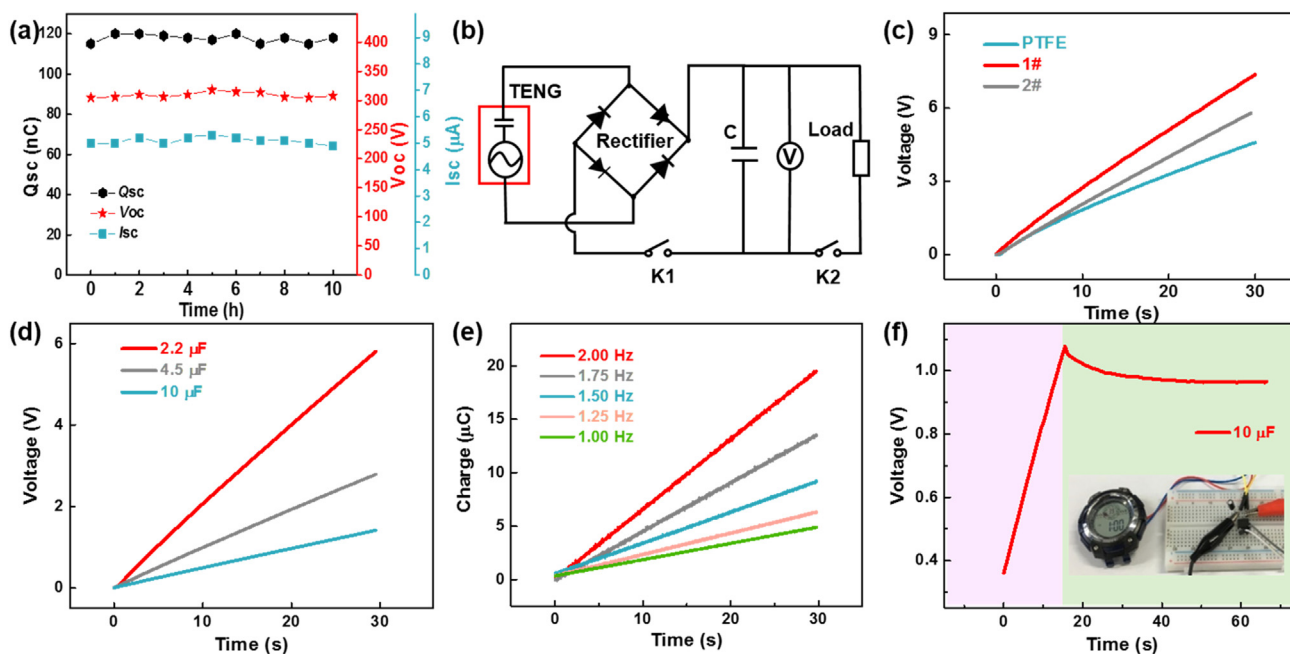 (a)
120
100
80
60
40
20
0
Qsc (nC)
Qsc
Voc
Isc
0 2 4 6 8 10
Time (h)
400
350
300
250
200
150
100
50
0
Voc (V)
9
8
7
6
5
4
3
2
1
0
Isc (μA)
(b)
TENG
Rectifier
C
V
Load
K1
K2
(c)
PTFE
1#
2#
9
6
3
0
Voltage (V)
0 10 20 30
Time (s)
(d)
2.2 μF
4.5 μF
10 μF
6
4
2
0
Voltage (V)
0 10 20 30
Time (s)
(e)
2.00 Hz
1.75 Hz
1.50 Hz
1.25 Hz
1.00 Hz
20
15
10
5
0
Charge (μC)
0 10 20 30
Time (s)
(f)
1.0
0.8
0.6
0.4
Voltage (V)
10 μF
0 20 40 60
Time (s)